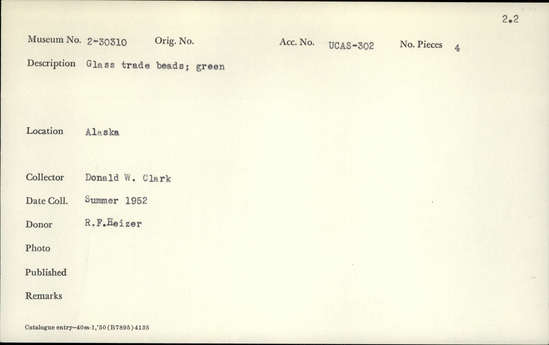 2.2
Museum No. 2-30310 Orig. No. Acc. No. UCAS-302 No. Pieces 4
Description Glass trade beads; green
Location Alaska
Collector Donald W. Clark
Date Coll. Summer 1952
Donor R.F.Heizer
Photo
Published
Remarks
Catalogue entry—40m-1,'50(B7895)4135